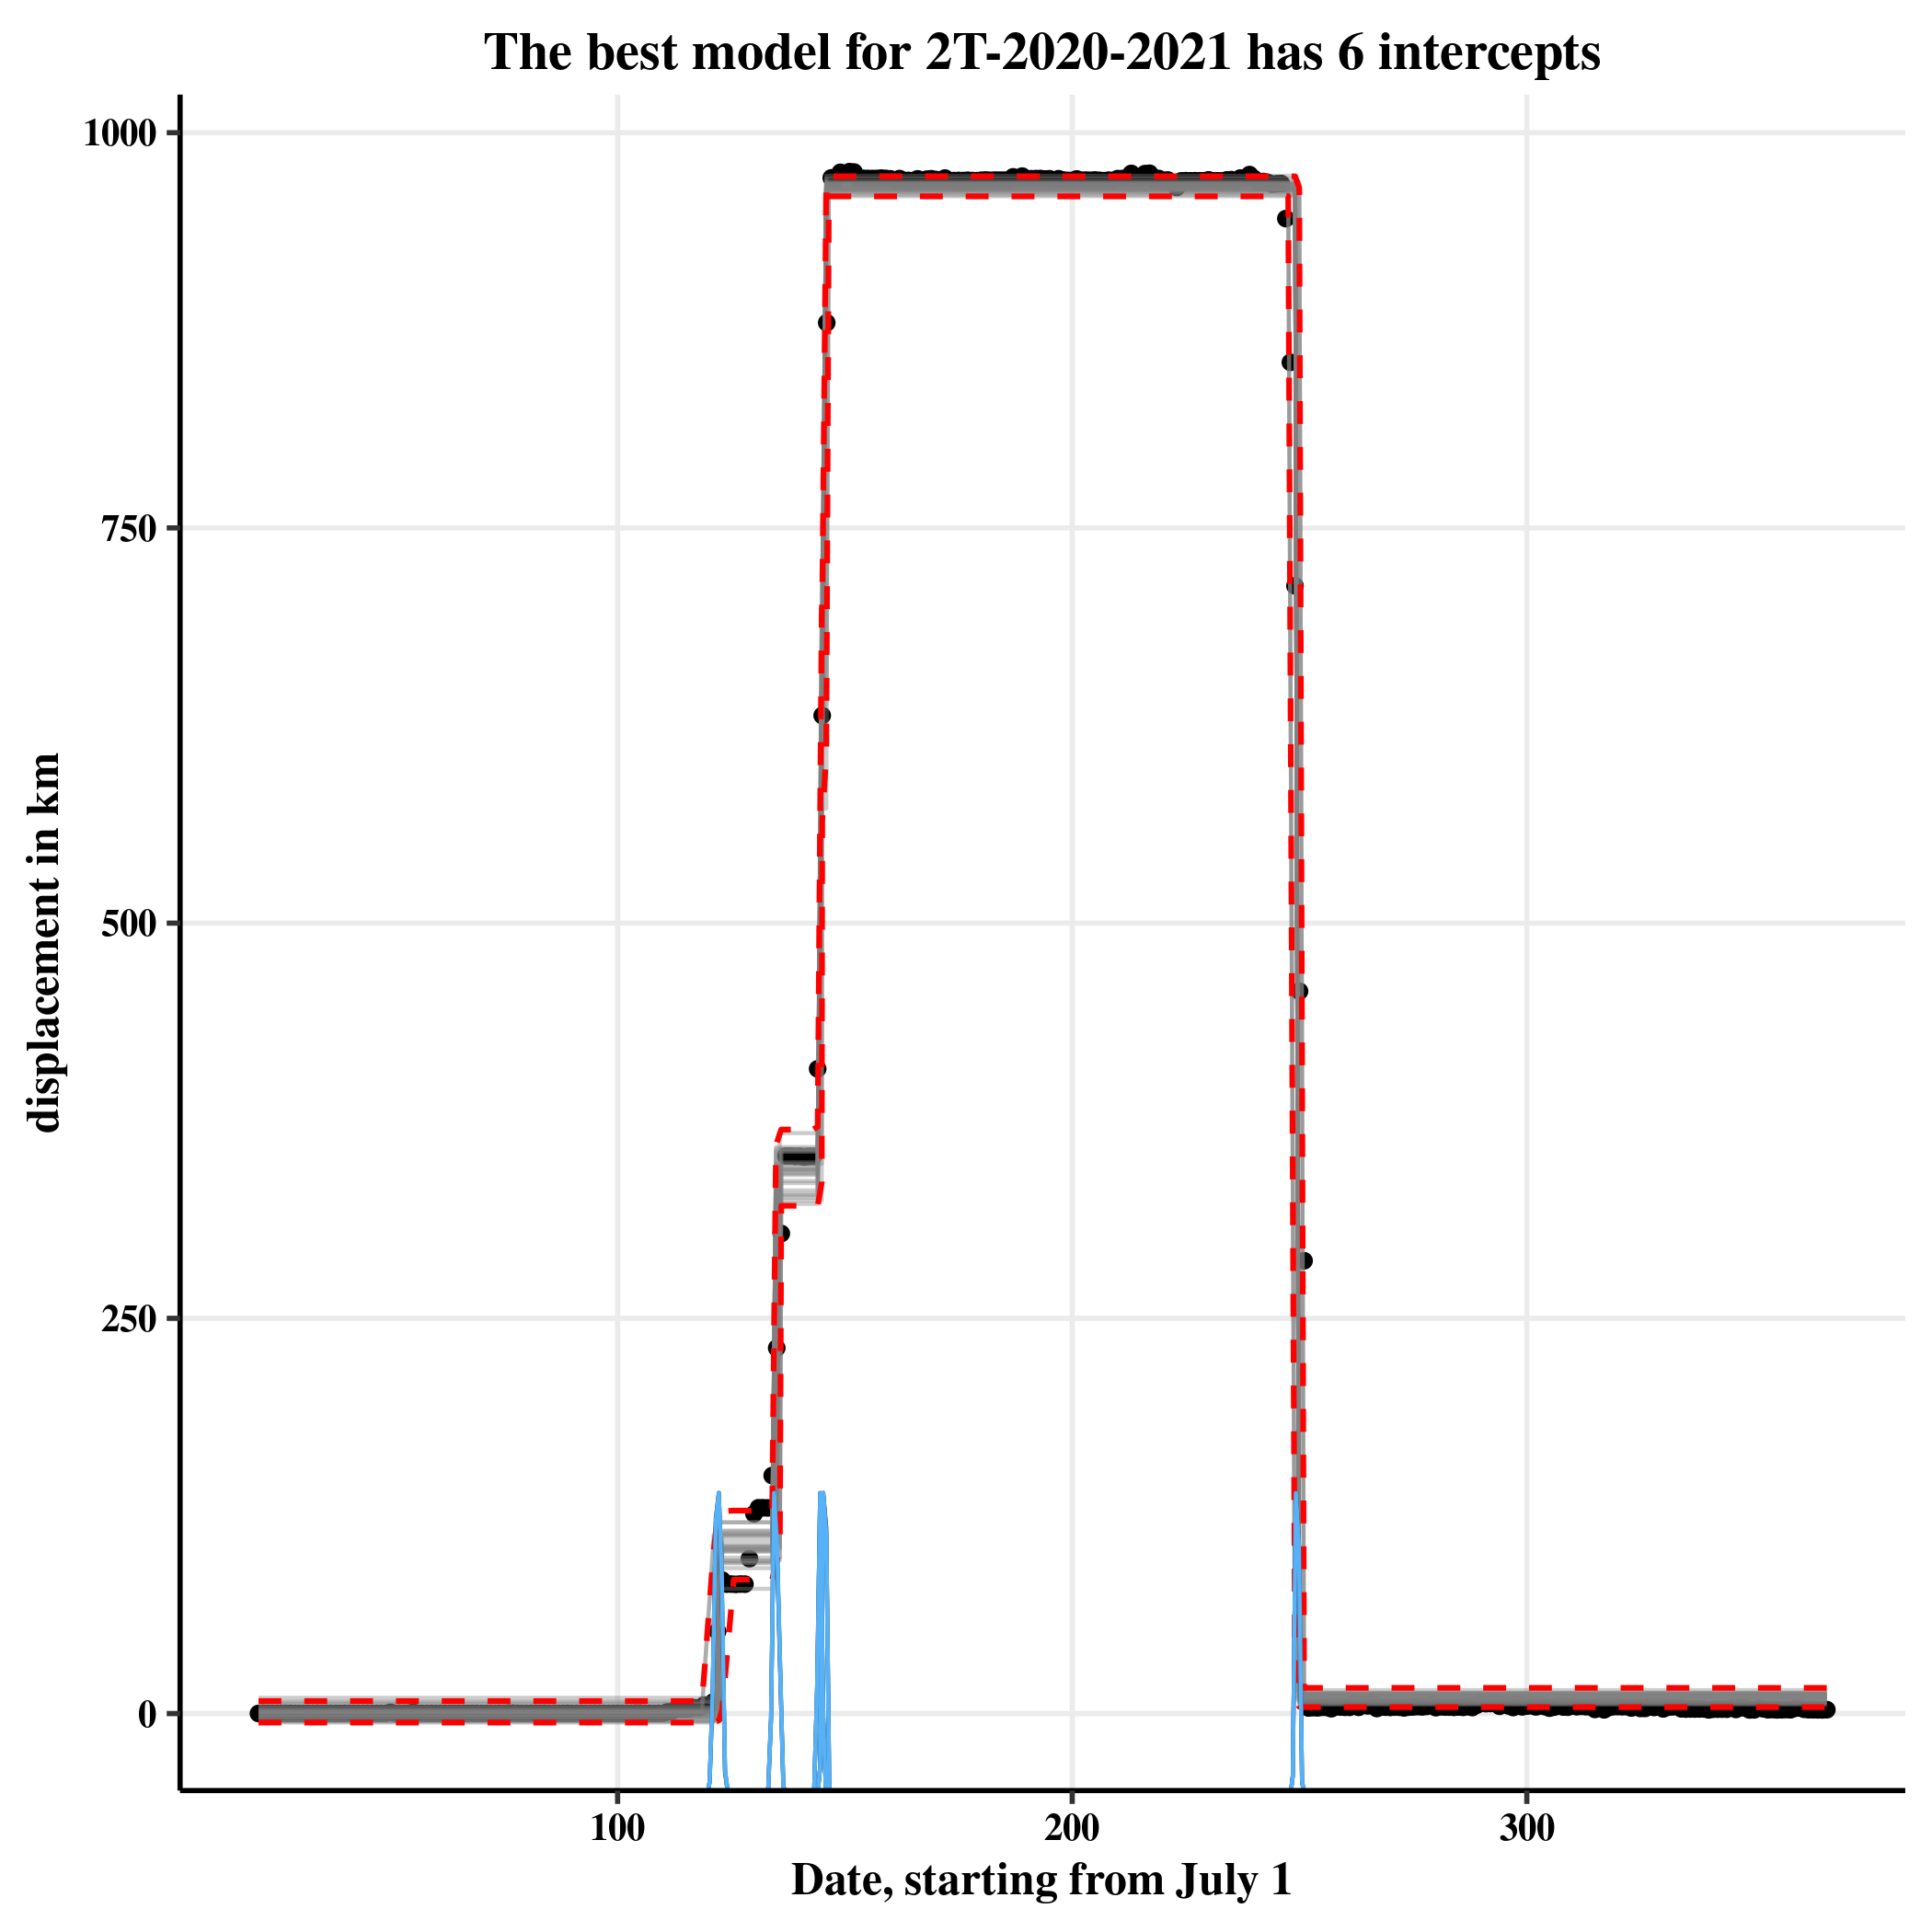 The best model for 2T-2020-2021 has 6 intercepts
1000
750
500
250
0
displacement in km
100 200 300
Date, starting from July 1